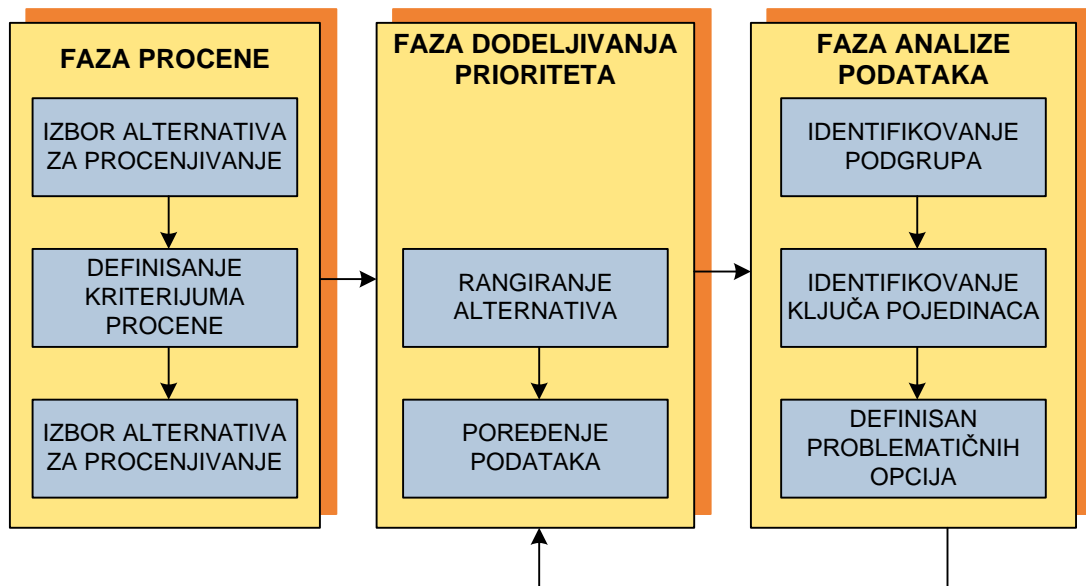 FAZA PROCENE
IZBOR ALTERNATIVA
ZA PROCENJIVANJE
DEFINISANJE
KRITERIJUMA
PROCENE
IZBOR ALTERNATIVA
ZA PROCENJIVANJE
FAZA DODELJIVANJA
PRIORITETA
RANGIRANJE
ALTERNATIVA
POREĐENJE
PODATAKA
FAZA ANALIZE
PODATAKA
IDENTIFIKOVANJE
PODGRUPA
IDENTIFIKOVANJE
KLJUČA POJEDINACA
DEFINISAN
PROBLEMATIČNIH
OPCIJA